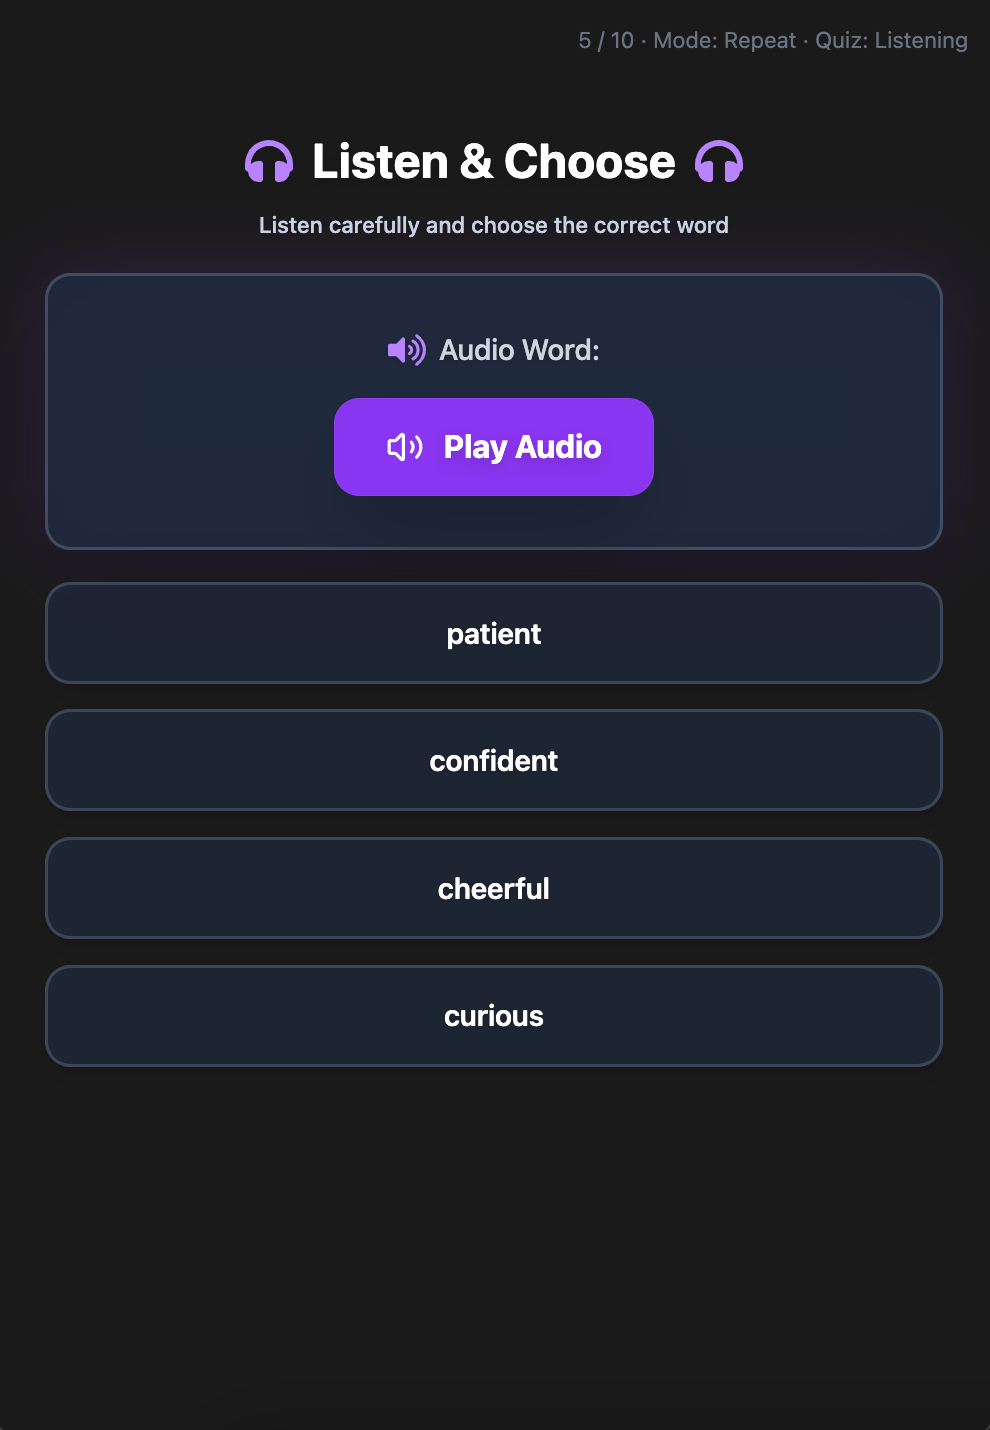 5 / 10 · Mode: Repeat · Quiz: Listening
Listen & Choose
Listen carefully and choose the correct word
Audio Word:
Play Audio
patient
confident
cheerful
curious